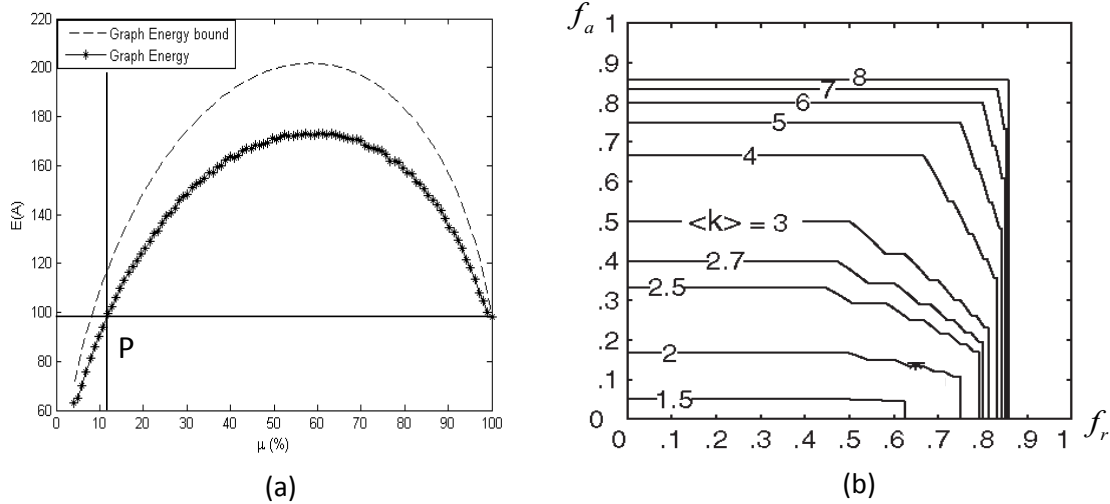 220
200
180
160
140
120
100
80
60
E(A)
Graph Energy bound
Graph Energy
P
0 10 20 30 40 50 60 70 80 90 100
μ (%)
(a)
f_a
1
.9
.8
.7
.6
.5
.4
.3
.2
.1
0
8
7
6
5
4
<k> = 3
2.7
2.5
2
1.5
0 .1 .2 .3 .4 .5 .6 .7 .8 .9 1
f_r
(b)